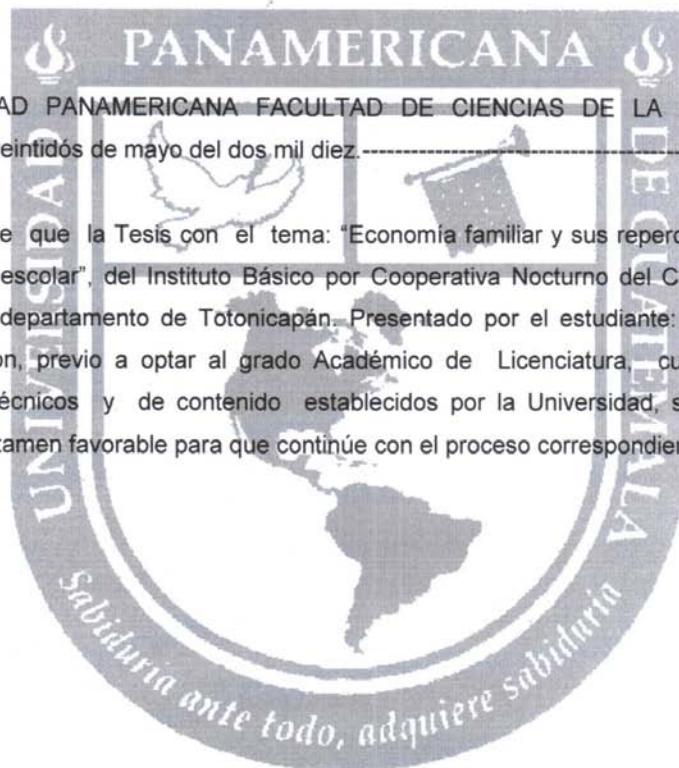 PANAMERICANA
UNIVERSIDAD
DE GUATEMALA
AD PANAMERICANA FACULTAD DE CIENCIAS DE LA
eintidós de mayo del dos mil diez.------------------------------------
e que la Tesis con el tema: “Economía familiar y sus reperc
escolar”, del Instituto Básico por Cooperativa Nocturno del C
departamento de Totonicapán. Presentado por el estudiante:
on, previo a optar al grado Académico de Licenciatura, cu
écnicos y de contenido establecidos por la Universidad, s
tamen favorable para que continúe con el proceso correspondien
Sabiduría ante todo, adquiere sabiduría